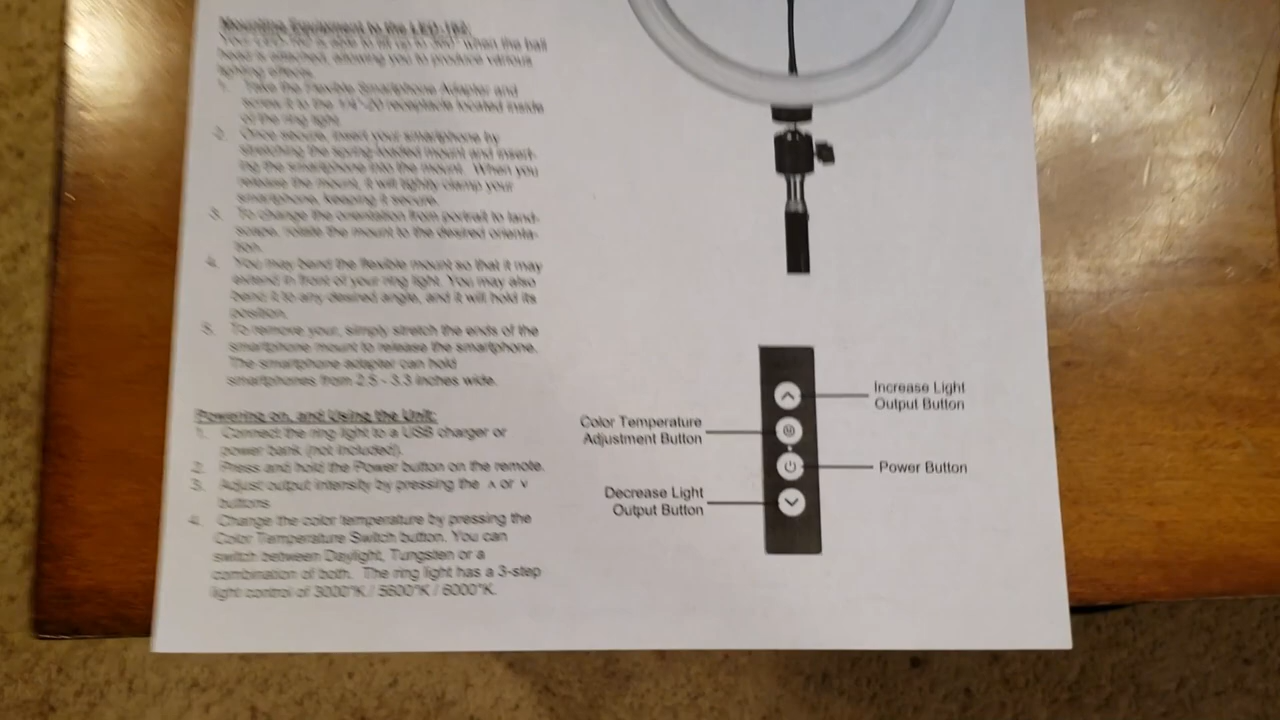 Mounting Equipment to the LED-180:
Your LED-180 is able to tilt up to 360° when the ball
head is attached, allowing you to produce various
lighting effects.
1. Take the Flexible Smartphone Adapter and
screw it to the 1/4"-20 receptacle located inside
of the ring light.
2. Once secure, insert your smartphone by
stretching the spring-loaded mount and insert-
ing the smartphone into the mount. When you
release the mount, it will tightly clamp your
smartphone, keeping it secure.
3. To change the orientation from portrait to land-
scape, rotate the mount to the desired orienta-
tion.
4. You may bend the flexible mount so that it may
extend in front of your ring light. You may also
bend it to any desired angle, and it will hold its
position.
5. To remove your, simply stretch the ends of the
smartphone mount to release the smartphone.
The smartphone adapter can hold
smartphones from 2.5 - 3.3 inches wide.
Powering on, and Using the Unit:
1. Connect the ring light to a USB charger or
power bank (not included).
2. Press and hold the Power button on the remote.
3. Adjust output intensity by pressing the ∧ or ∨
buttons
4. Change the color temperature by pressing the
Color Temperature Switch button. You can
switch between Daylight, Tungsten or a
combination of both. The ring light has a 3-step
light control of 3000°K / 5600°K / 6000°K.
Increase Light
Output Button
Color Temperature
Adjustment Button
Power Button
Decrease Light
Output Button